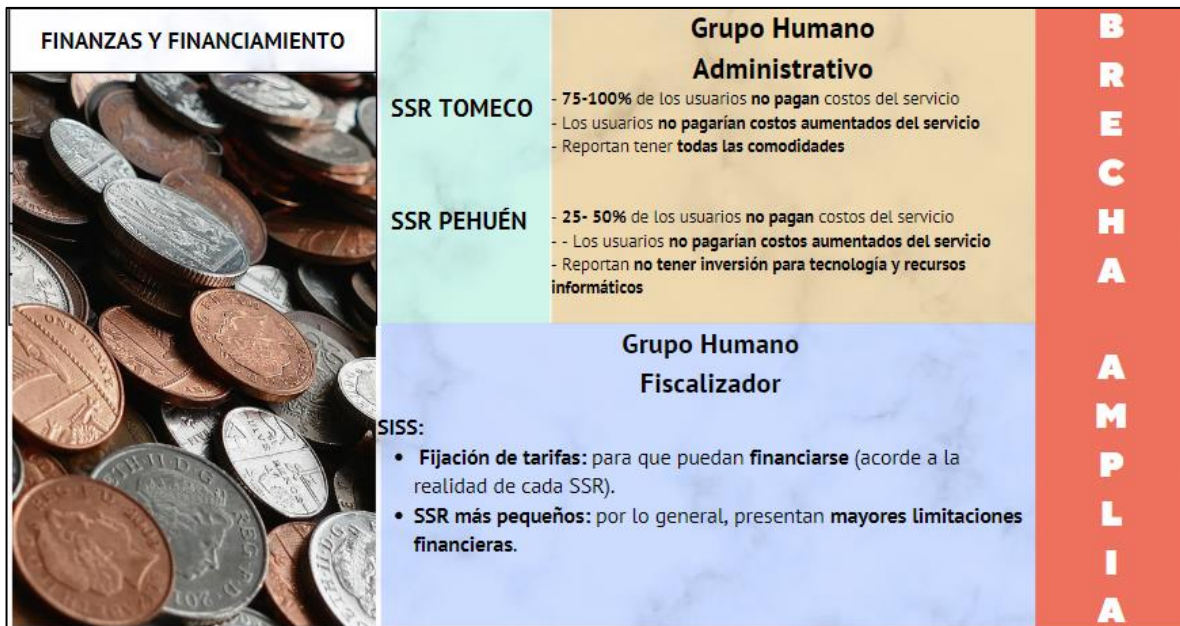 FINANZAS Y FINANCIAMIENTO
Grupo Humano
Administrativo
SSR TOMECO
- 75-100% de los usuarios no pagan costos del servicio
- Los usuarios no pagarían costos aumentados del servicio
- Reportan tener todas las comodidades
SSR PEHUÉN
- 25- 50% de los usuarios no pagan costos del servicio
- - Los usuarios no pagarían costos aumentados del servicio
- Reportan no tener inversión para tecnología y recursos
informáticos
Grupo Humano
Fiscalizador
SISS:
• Fijación de tarifas: para que puedan financiarse (acorde a la
realidad de cada SSR).
• SSR más pequeños: por lo general, presentan mayores limitaciones
financieras.
BRECHA AMPLIA
ONE PENNY